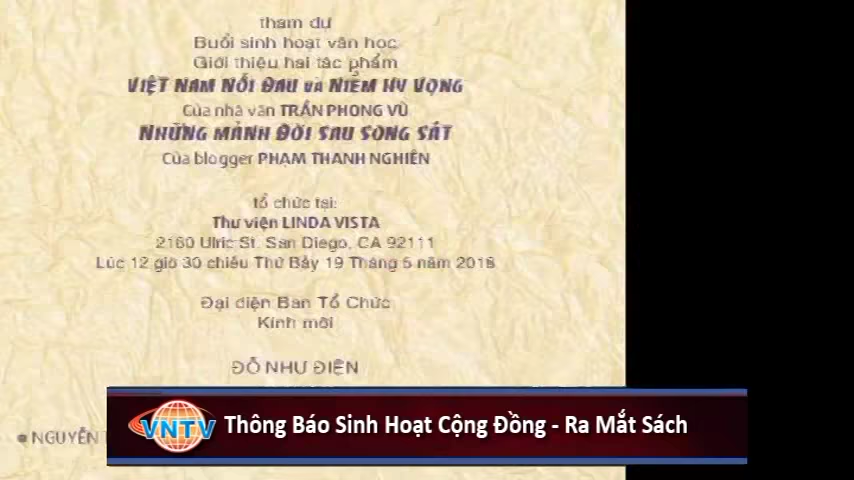 tham dự
Buổi sinh hoạt văn học
Giới thiệu hai tác phẩm
VIỆT NAM NỖI ĐAU VÀ NIỀM HY VỌNG
Của nhà văn TRẦN PHONG VŨ
NHỮNG MẢNH ĐỜI SAU SONG SẮT
Của blogger PHẠM THANH NGHIÊN
tổ chức tại:
Thư viện LINDA VISTA
2160 Ulric St. San Diego, CA 92111
Lúc 12 giờ 30 chiều Thứ Bảy 19 Tháng 5 năm 2018
Đại diện Ban Tổ Chức
Kính mời
ĐỖ NHƯ ĐIỆN
NGUYỄN
VNTV
Thông Báo Sinh Hoạt Cộng Đồng - Ra Mắt Sách